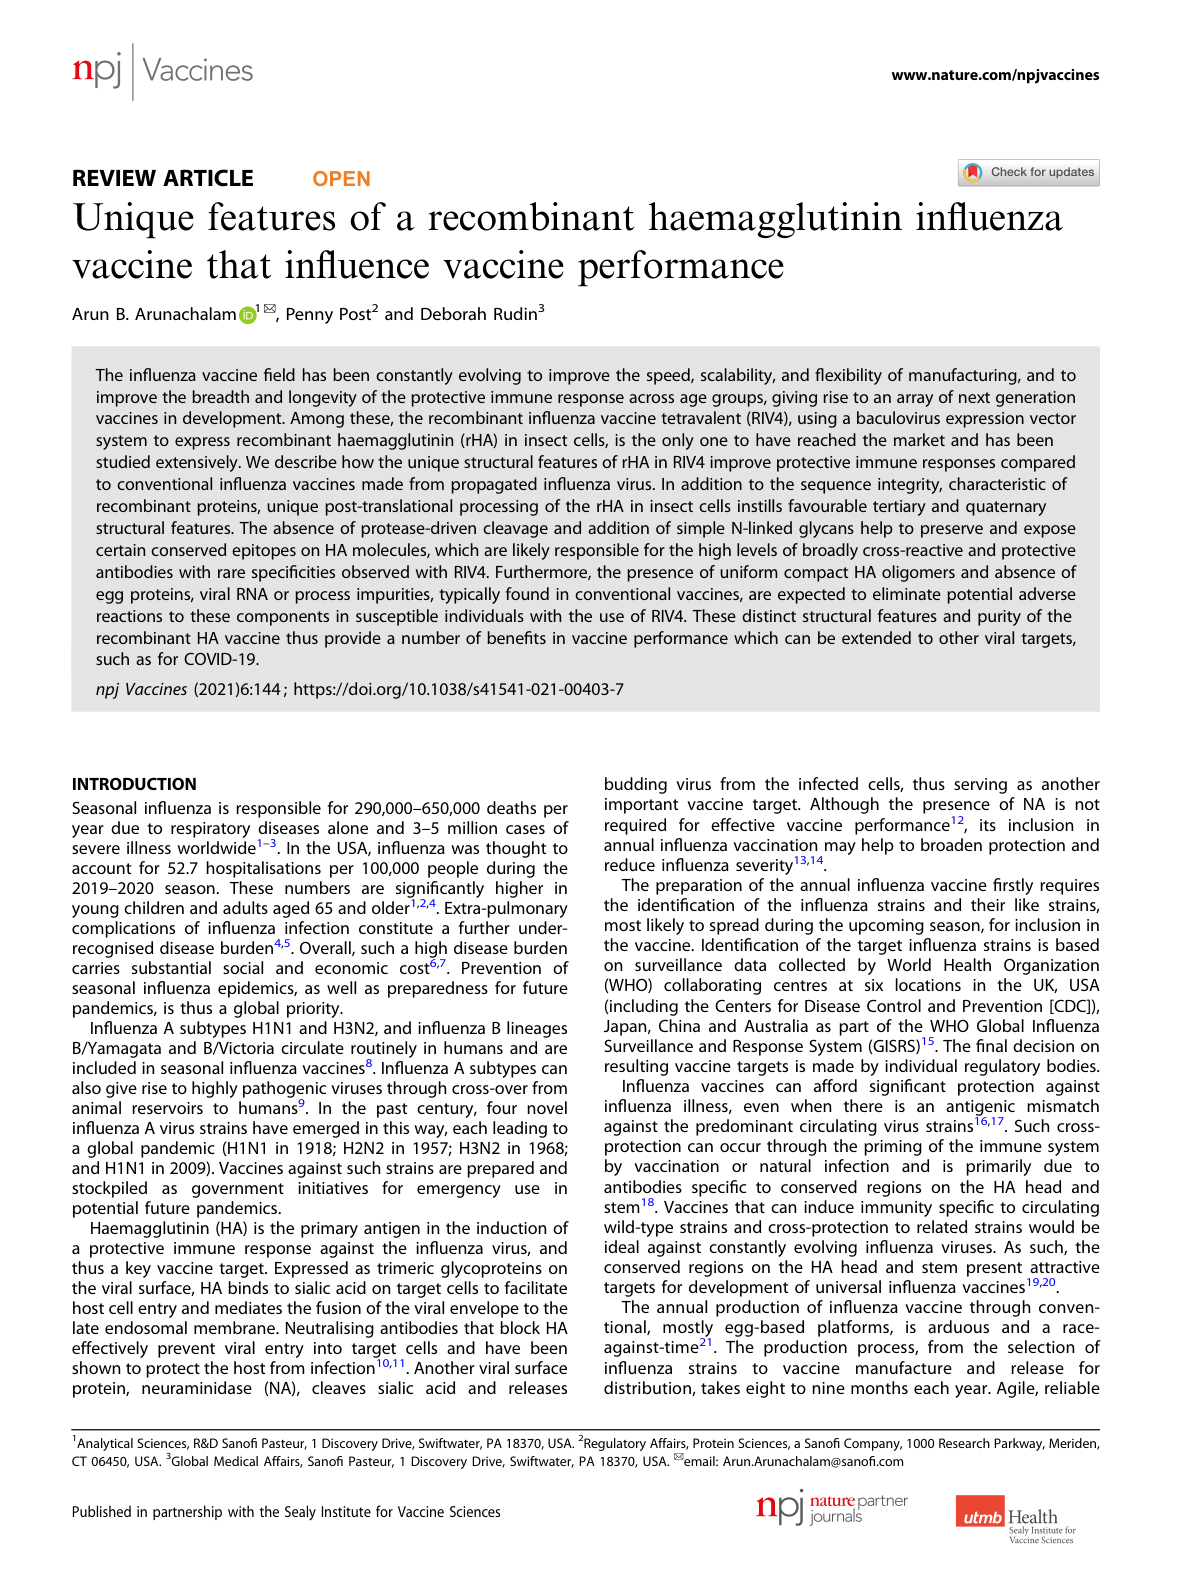 npj | Vaccines
www.nature.com/npjvaccines
REVIEW ARTICLE OPEN
Check for updates
Unique features of a recombinant haemagglutinin influenza
vaccine that influence vaccine performance
Arun B. Arunachalam iD 1✉, Penny Post2 and Deborah Rudin3
The influenza vaccine field has been constantly evolving to improve the speed, scalability, and flexibility of manufacturing, and to
improve the breadth and longevity of the protective immune response across age groups, giving rise to an array of next generation
vaccines in development. Among these, the recombinant influenza vaccine tetravalent (RIV4), using a baculovirus expression vector
system to express recombinant haemagglutinin (rHA) in insect cells, is the only one to have reached the market and has been
studied extensively. We describe how the unique structural features of rHA in RIV4 improve protective immune responses compared
to conventional influenza vaccines made from propagated influenza virus. In addition to the sequence integrity, characteristic of
recombinant proteins, unique post-translational processing of the rHA in insect cells instills favourable tertiary and quaternary
structural features. The absence of protease-driven cleavage and addition of simple N-linked glycans help to preserve and expose
certain conserved epitopes on HA molecules, which are likely responsible for the high levels of broadly cross-reactive and protective
antibodies with rare specificities observed with RIV4. Furthermore, the presence of uniform compact HA oligomers and absence of
egg proteins, viral RNA or process impurities, typically found in conventional vaccines, are expected to eliminate potential adverse
reactions to these components in susceptible individuals with the use of RIV4. These distinct structural features and purity of the
recombinant HA vaccine thus provide a number of benefits in vaccine performance which can be extended to other viral targets,
such as for COVID-19.
npj Vaccines (2021)6:144 ; https://doi.org/10.1038/s41541-021-00403-7
INTRODUCTION
Seasonal influenza is responsible for 290,000–650,000 deaths per
year due to respiratory diseases alone and 3–5 million cases of
severe illness worldwide1–3. In the USA, influenza was thought to
account for 52.7 hospitalisations per 100,000 people during the
2019–2020 season. These numbers are significantly higher in
young children and adults aged 65 and older1,2,4. Extra-pulmonary
complications of influenza infection constitute a further under-
recognised disease burden4,5. Overall, such a high disease burden
carries substantial social and economic cost6,7. Prevention of
seasonal influenza epidemics, as well as preparedness for future
pandemics, is thus a global priority.
Influenza A subtypes H1N1 and H3N2, and influenza B lineages
B/Yamagata and B/Victoria circulate routinely in humans and are
included in seasonal influenza vaccines8. Influenza A subtypes can
also give rise to highly pathogenic viruses through cross-over from
animal reservoirs to humans9. In the past century, four novel
influenza A virus strains have emerged in this way, each leading to
a global pandemic (H1N1 in 1918; H2N2 in 1957; H3N2 in 1968;
and H1N1 in 2009). Vaccines against such strains are prepared and
stockpiled as government initiatives for emergency use in
potential future pandemics.
Haemagglutinin (HA) is the primary antigen in the induction of
a protective immune response against the influenza virus, and
thus a key vaccine target. Expressed as trimeric glycoproteins on
the viral surface, HA binds to sialic acid on target cells to facilitate
host cell entry and mediates the fusion of the viral envelope to the
late endosomal membrane. Neutralising antibodies that block HA
effectively prevent viral entry into target cells and have been
shown to protect the host from infection10,11. Another viral surface
protein, neuraminidase (NA), cleaves sialic acid and releases
budding virus from the infected cells, thus serving as another
important vaccine target. Although the presence of NA is not
required for effective vaccine performance12, its inclusion in
annual influenza vaccination may help to broaden protection and
reduce influenza severity13,14.
The preparation of the annual influenza vaccine firstly requires
the identification of the influenza strains and their like strains,
most likely to spread during the upcoming season, for inclusion in
the vaccine. Identification of the target influenza strains is based
on surveillance data collected by World Health Organization
(WHO) collaborating centres at six locations in the UK, USA
(including the Centers for Disease Control and Prevention [CDC]),
Japan, China and Australia as part of the WHO Global Influenza
Surveillance and Response System (GISRS)15. The final decision on
resulting vaccine targets is made by individual regulatory bodies.
Influenza vaccines can afford significant protection against
influenza illness, even when there is an antigenic mismatch
against the predominant circulating virus strains16,17. Such cross-
protection can occur through the priming of the immune system
by vaccination or natural infection and is primarily due to
antibodies specific to conserved regions on the HA head and
stem18. Vaccines that can induce immunity specific to circulating
wild-type strains and cross-protection to related strains would be
ideal against constantly evolving influenza viruses. As such, the
conserved regions on the HA head and stem present attractive
targets for development of universal influenza vaccines19,20.
The annual production of influenza vaccine through conven-
tional, mostly egg-based platforms, is arduous and a race-
against-time21. The production process, from the selection of
influenza strains to vaccine manufacture and release for
distribution, takes eight to nine months each year. Agile, reliable
1Analytical Sciences, R&D Sanofi Pasteur, 1 Discovery Drive, Swiftwater, PA 18370, USA. 2Regulatory Affairs, Protein Sciences, a Sanofi Company, 1000 Research Parkway, Meriden,
CT 06450, USA. 3Global Medical Affairs, Sanofi Pasteur, 1 Discovery Drive, Swiftwater, PA 18370, USA. ✉email: Arun.Arunachalam@sanofi.com
Published in partnership with the Sealy Institute for Vaccine Sciences
npj nature partner
journals
utmb Health
Sealy Institute for
Vaccine Sciences